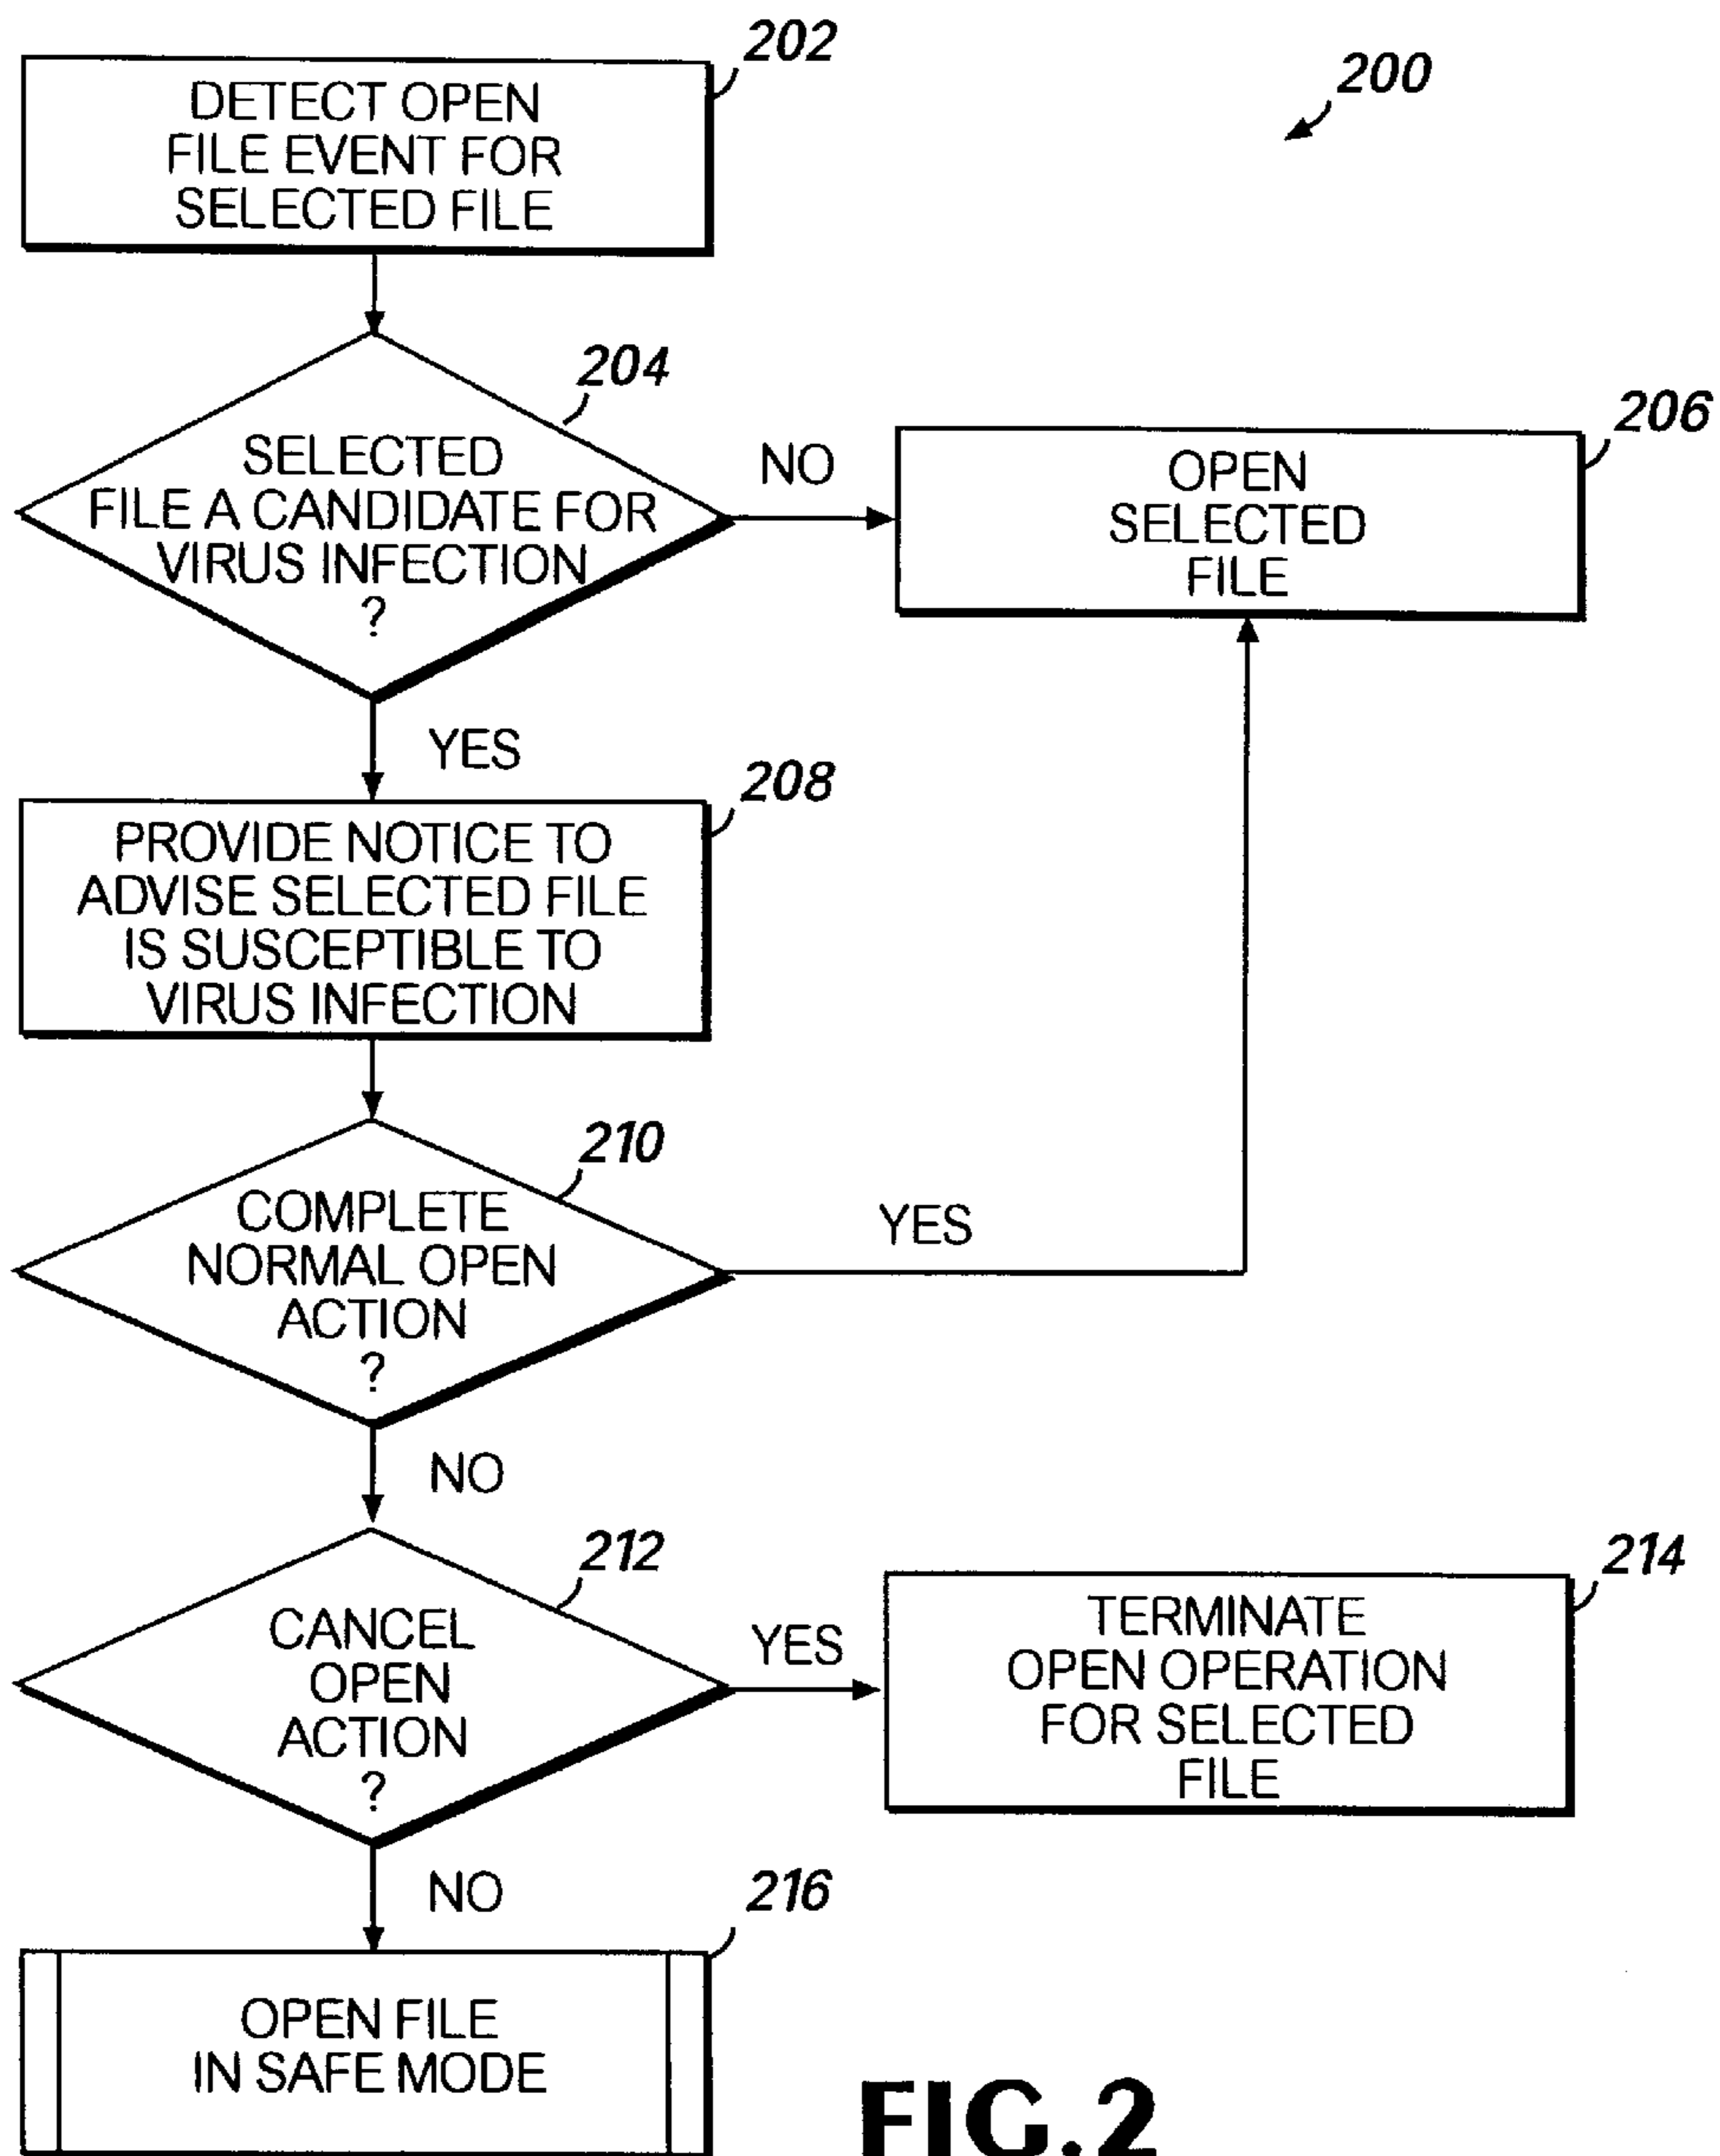 202
200
DETECT OPEN
FILE EVENT FOR
SELECTED FILE
204
SELECTED
FILE A CANDIDATE FOR
VIRUS INFECTION
?
NO
206
OPEN
SELECTED
FILE
YES
208
PROVIDE NOTICE TO
ADVISE SELECTED FILE
IS SUSCEPTIBLE TO
VIRUS INFECTION
210
COMPLETE
NORMAL OPEN
ACTION
?
YES
NO
212
CANCEL
OPEN
ACTION
?
YES
214
TERMINATE
OPEN OPERATION
FOR SELECTED
FILE
NO
216
OPEN FILE
IN SAFE MODE
FIG.2